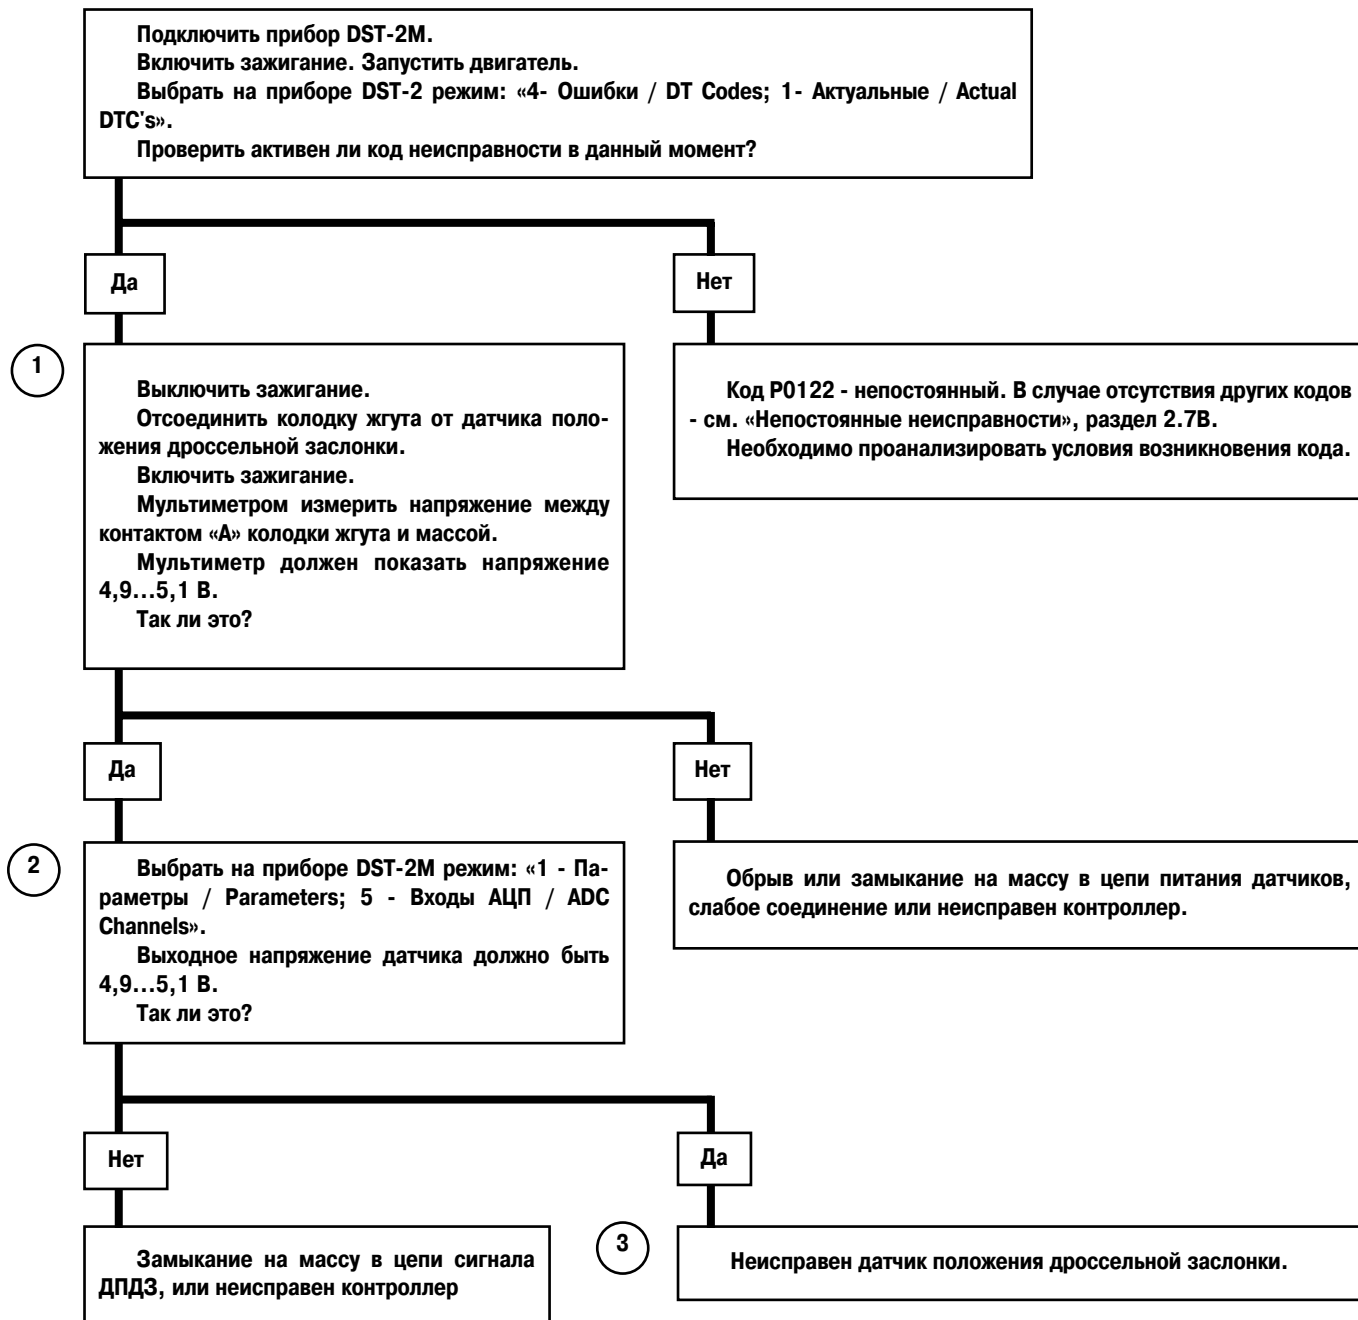 Подключить прибор DST-2M.
Включить зажигание. Запустить двигатель.
Выбрать на приборе DST-2 режим: «4- Ошибки / DT Codes; 1- Актуальные / Actual
DTC's».
Проверить активен ли код неисправности в данный момент?
Да
Нет
1
Выключить зажигание.
Отсоединить колодку жгута от датчика поло-
жения дроссельной заслонки.
Включить зажигание.
Мультиметром измерить напряжение между
контактом «А» колодки жгута и массой.
Мультиметр должен показать напряжение
4,9...5,1 В.
Так ли это?
Код Р0122 - непостоянный. В случае отсутствия других кодов
- см. «Непостоянные неисправности», раздел 2.7В.
Необходимо проанализировать условия возникновения кода.
Да
Нет
2
Выбрать на приборе DST-2M режим: «1 - Па-
раметры / Parameters; 5 - Входы АЦП / ADC
Channels».
Выходное напряжение датчика должно быть
4,9...5,1 В.
Так ли это?
Обрыв или замыкание на массу в цепи питания датчиков,
слабое соединение или неисправен контроллер.
Нет
Да
Замыкание на массу в цепи сигнала
ДПДЗ, или неисправен контроллер
3
Неисправен датчик положения дроссельной заслонки.